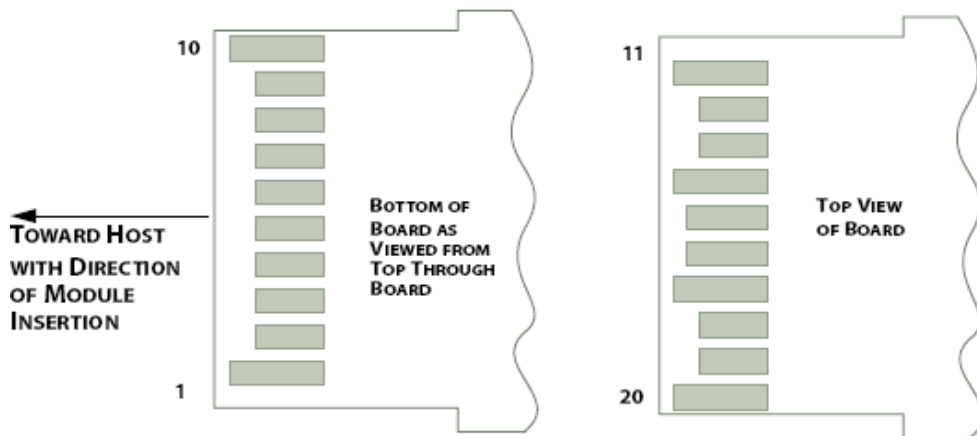 10
1
TOWARD HOST
WITH DIRECTION
OF MODULE
INSERTION
BOTTOM OF
BOARD AS
VIEWED FROM
TOP THROUGH
BOARD
11
20
TOP VIEW
OF BOARD